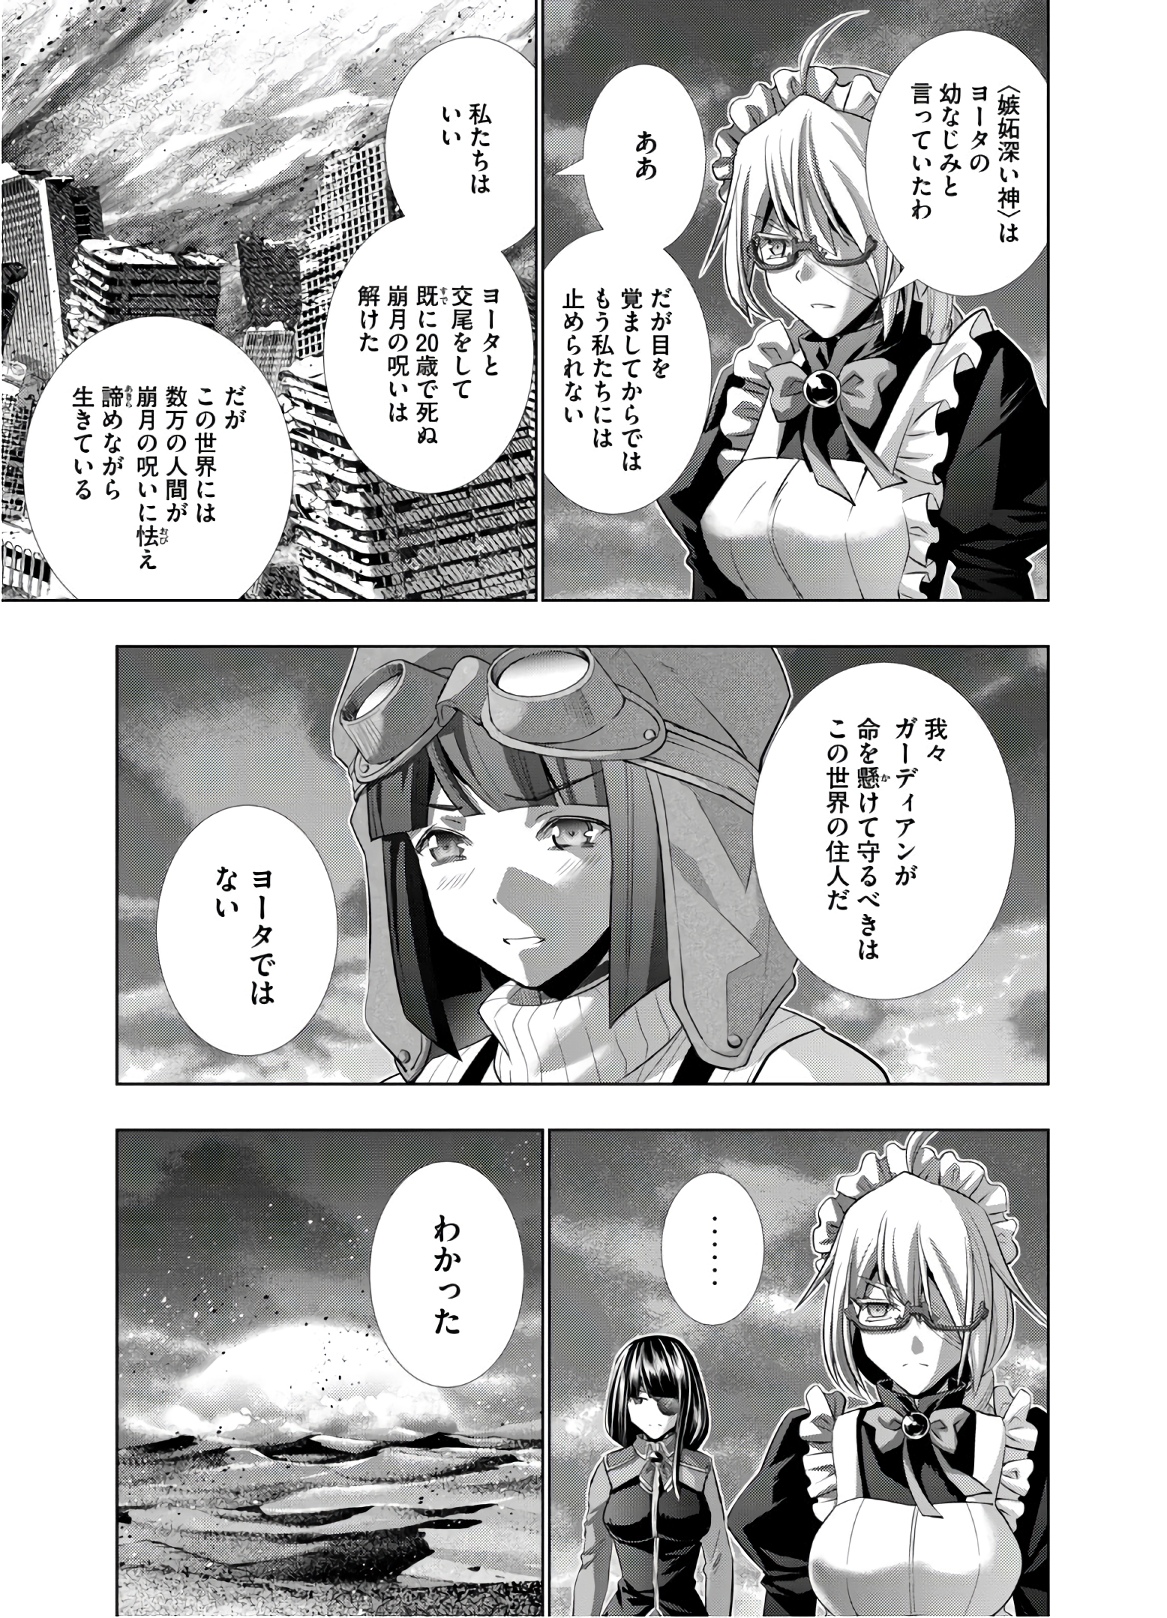 〈嫉妬深い神〉は
ヨータの
幼なじみと
言っていたわ
ああ
だが目を
覚ましてからでは
もう私たちには
止められない
私たちは
いい
ヨータと
交尾をして
既に20歳で死ぬ
崩月の呪いは
解けた
だが
この世界には
数万の人間が
崩月の呪いに怯え
諦めながら
生きている
我々
ガーディアンが
命を懸けて守るべきは
この世界の住人だ
ヨータでは
ない
……
わかった